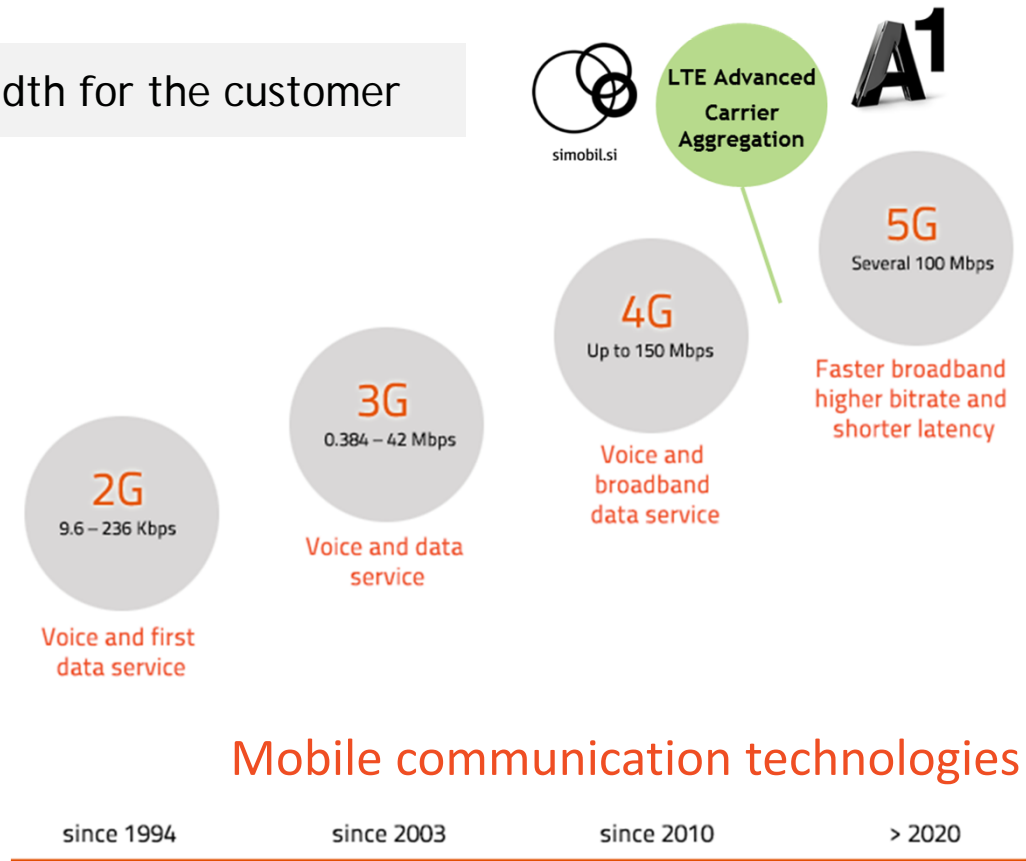 dth for the customer
simobil.si
LTE Advanced
Carrier
Aggregation
A1
5G
Several 100 Mbps
Faster broadband
higher bitrate and
shorter latency
4G
Up to 150 Mbps
Voice and
broadband
data service
3G
0.384 – 42 Mbps
Voice and data
service
2G
9.6 – 236 Kbps
Voice and first
data service
Mobile communication technologies
since 1994
since 2003
since 2010
> 2020